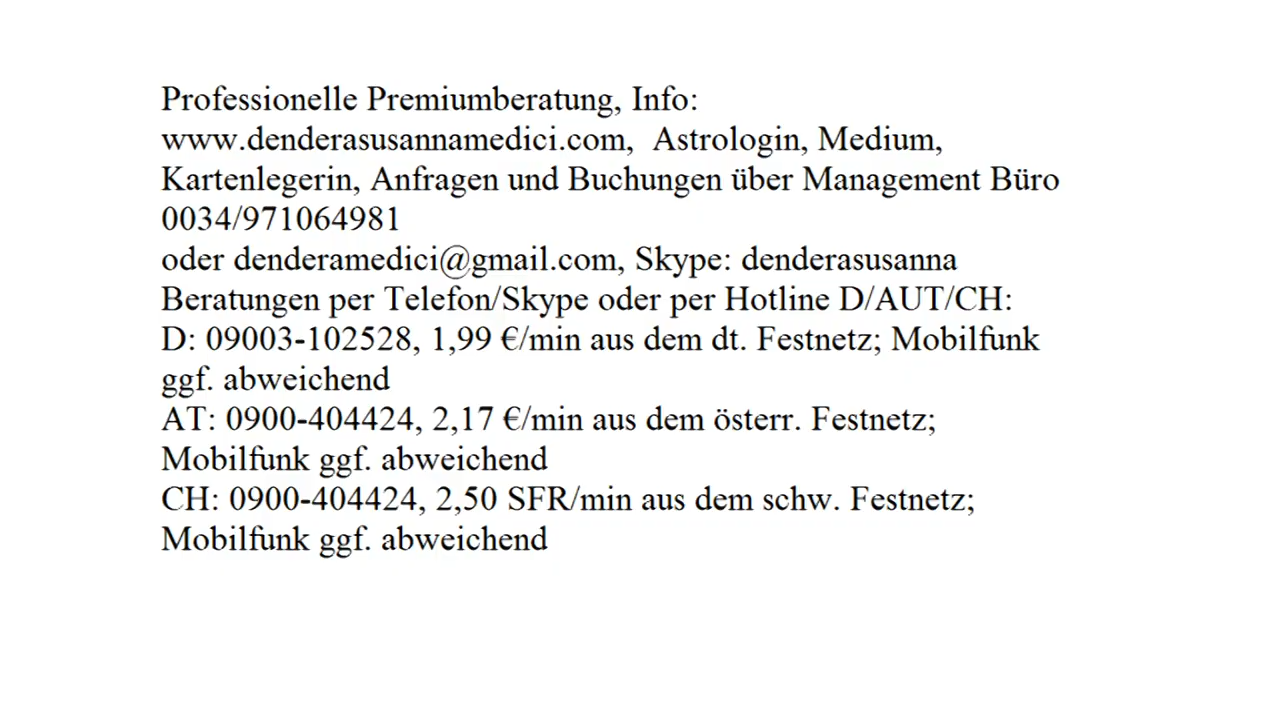 Professionelle Premiumberatung, Info:
www.denderasusannamedici.com,  Astrologin, Medium,
Kartenlegerin, Anfragen und Buchungen über Management Büro
0034/971064981
oder denderamedici@gmail.com, Skype: denderasusanna
Beratungen per Telefon/Skype oder per Hotline D/AUT/CH:
D: 09003-102528, 1,99 €/min aus dem dt. Festnetz; Mobilfunk
ggf. abweichend
AT: 0900-404424, 2,17 €/min aus dem österr. Festnetz;
Mobilfunk ggf. abweichend
CH: 0900-404424, 2,50 SFR/min aus dem schw. Festnetz;
Mobilfunk ggf. abweichend